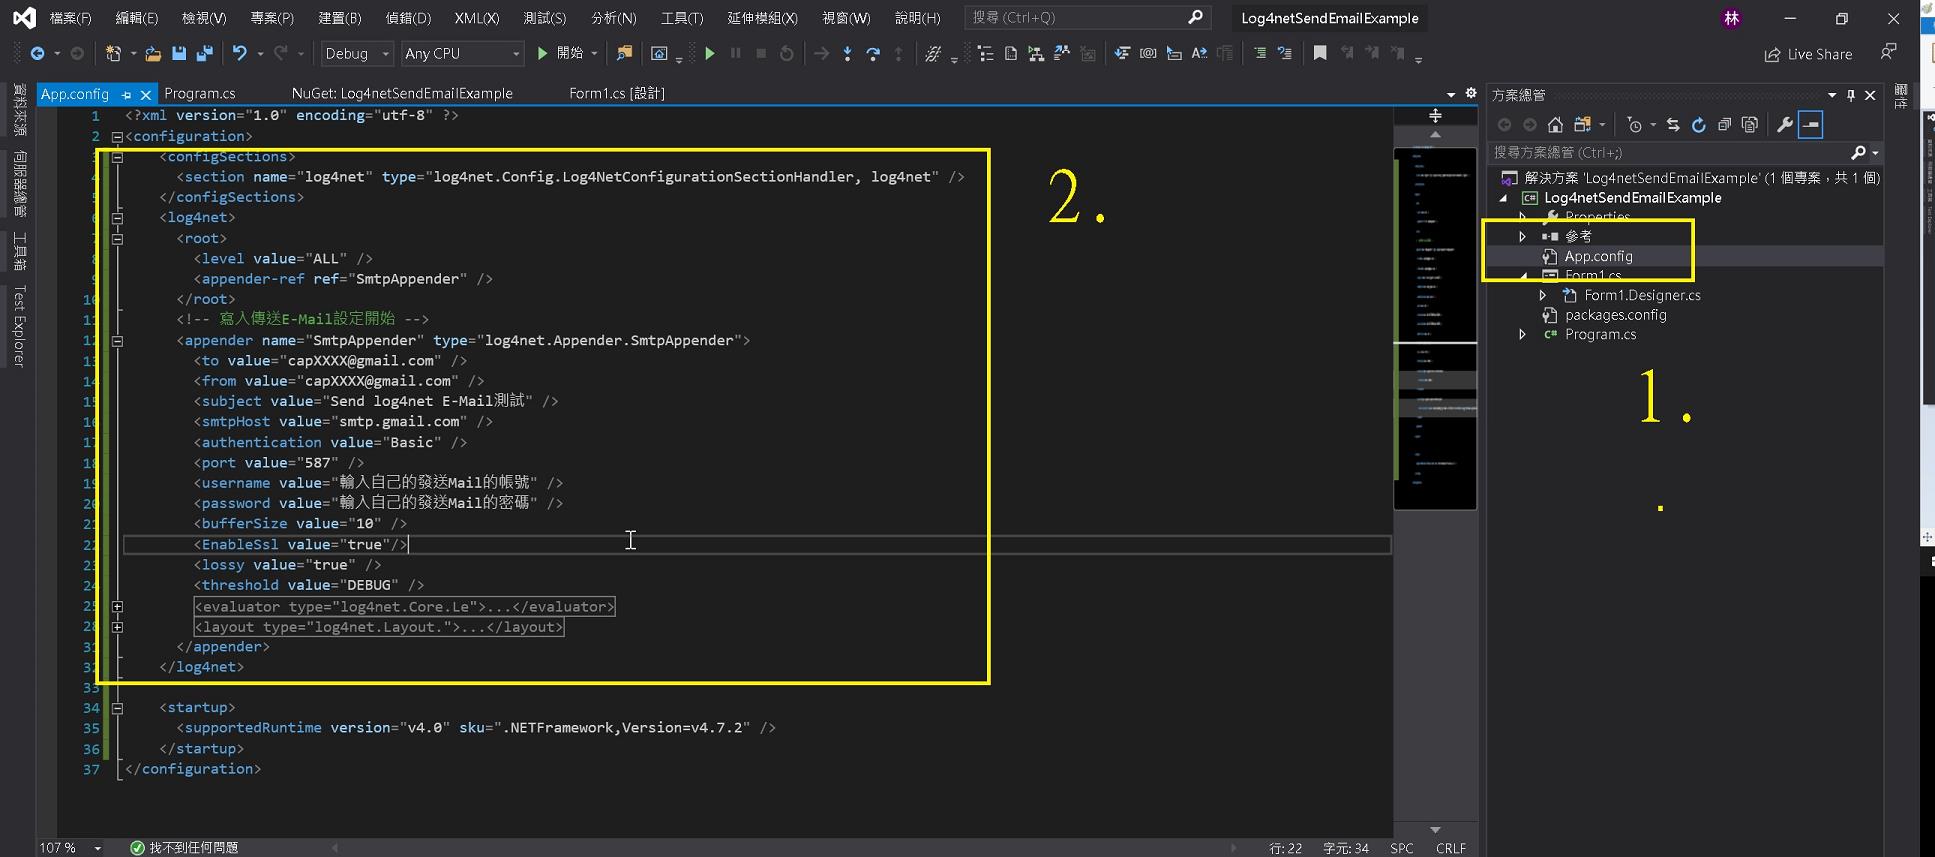 檔案(F) 編輯(E) 檢視(V) 專案(P) 建置(B) 偵錯(D) XML(X) 測試(S) 分析(N) 工具(T) 延伸模組(X) 視窗(W) 說明(H) 搜尋 (Ctrl+Q) Log4netSendEmailExample 林
Debug Any CPU 開始 Live Share
App.config Program.cs NuGet: Log4netSendEmailExample Form1.cs [設計]
資料來源
伺服器總管
工具箱
Test Explorer
1 <?xml version="1.0" encoding="utf-8" ?>
2 <configuration>
3 <configSections>
4 <section name="log4net" type="log4net.Config.Log4NetConfigurationSectionHandler, log4net" />
5 </configSections>
6 <log4net>
7 <root>
8 <level value="ALL" />
9 <appender-ref ref="SmtpAppender" />
10 </root>
11 <!-- 寫入傳送E-Mail設定開始 -->
12 <appender name="SmtpAppender" type="log4net.Appender.SmtpAppender">
13 <to value="capXXXX@gmail.com" />
14 <from value="capXXXX@gmail.com" />
15 <subject value="Send log4net E-Mail測試" />
16 <smtpHost value="smtp.gmail.com" />
17 <authentication value="Basic" />
18 <port value="587" />
19 <username value="輸入自己的發送Mail的帳號" />
20 <password value="輸入自己的發送Mail的密碼" />
21 <bufferSize value="10" />
22 <EnableSsl value="true"/>
23 <lossy value="true" />
24 <threshold value="DEBUG" />
25 <evaluator type="log4net.Core.Le">...</evaluator>
28 <layout type="log4net.Layout.">...</layout>
31 </appender>
32 </log4net>
33
34 <startup>
35 <supportedRuntime version="v4.0" sku=".NETFramework,Version=v4.7.2" />
36 </startup>
37 </configuration>
2.
方案總管
搜尋方案總管 (Ctrl+;)
解決方案 'Log4netSendEmailExample' (1 個專案，共 1 個)
Log4netSendEmailExample
Properties
參考
App.config
Form1.cs
Form1.Designer.cs
packages.config
Program.cs
1.
.
107 % 找不到任何問題 行: 22 字元: 34 SPC CRLF